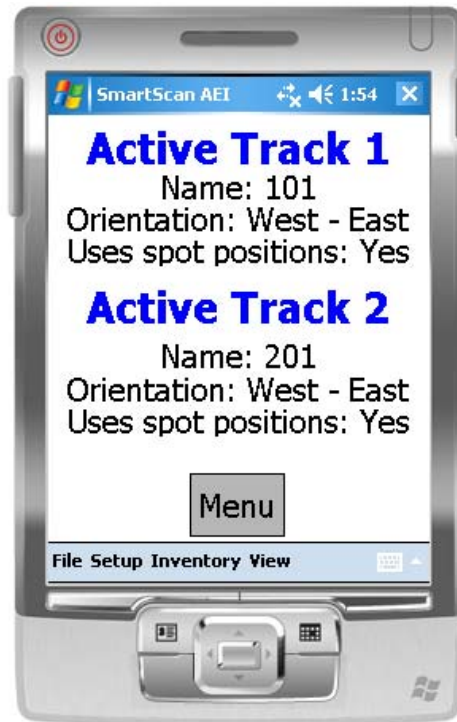 SmartScan AEI 1:54
Active Track 1
Name: 101
Orientation: West - East
Uses spot positions: Yes
Active Track 2
Name: 201
Orientation: West - East
Uses spot positions: Yes
Menu
File Setup Inventory View